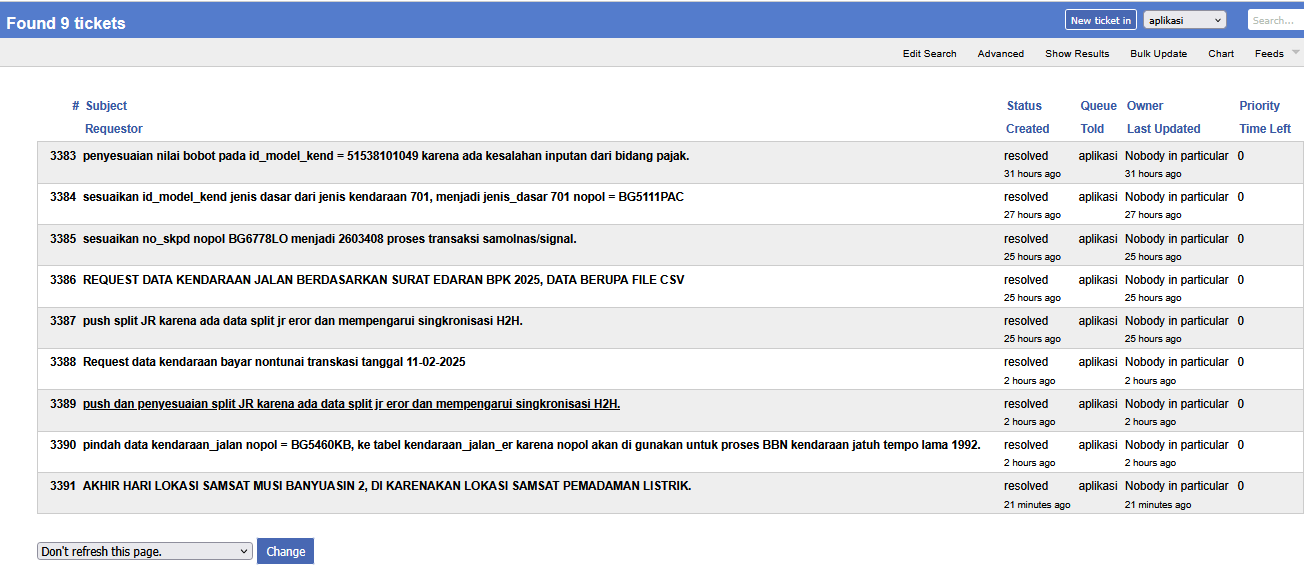 Found 9 tickets
New ticket in aplikasi Search...
Edit Search Advanced Show Results Bulk Update Chart Feeds
# Subject Status Queue Owner Priority
Requestor Created Told Last Updated Time Left
3383 penyesuaian nilai bobot pada id_model_kend = 51538101049 karena ada kesalahan inputan dari bidang pajak. resolved aplikasi Nobody in particular 0
31 hours ago 31 hours ago
3384 sesuaikan id_model_kend jenis dasar dari jenis kendaraan 701, menjadi jenis_dasar 701 nopol = BG5111PAC resolved aplikasi Nobody in particular 0
27 hours ago 27 hours ago
3385 sesuaikan no_skpd nopol BG6778LO menjadi 2603408 proses transaksi samolnas/signal. resolved aplikasi Nobody in particular 0
25 hours ago 25 hours ago
3386 REQUEST DATA KENDARAAN JALAN BERDASARKAN SURAT EDARAN BPK 2025, DATA BERUPA FILE CSV resolved aplikasi Nobody in particular 0
25 hours ago 25 hours ago
3387 push split JR karena ada data split jr eror dan mempengarui singkronisasi H2H. resolved aplikasi Nobody in particular 0
25 hours ago 25 hours ago
3388 Request data kendaraan bayar nontunai transkasi tanggal 11-02-2025 resolved aplikasi Nobody in particular 0
2 hours ago 2 hours ago
3389 push dan penyesuaian split JR karena ada data split jr eror dan mempengarui singkronisasi H2H. resolved aplikasi Nobody in particular 0
2 hours ago 2 hours ago
3390 pindah data kendaraan_jalan nopol = BG5460KB, ke tabel kendaraan_jalan_er karena nopol akan di gunakan untuk proses BBN kendaraan jatuh tempo lama 1992. resolved aplikasi Nobody in particular 0
2 hours ago 2 hours ago
3391 AKHIR HARI LOKASI SAMSAT MUSI BANYUASIN 2, DI KARENAKAN LOKASI SAMSAT PEMADAMAN LISTRIK. resolved aplikasi Nobody in particular 0
21 minutes ago 21 minutes ago
Don't refresh this page. Change